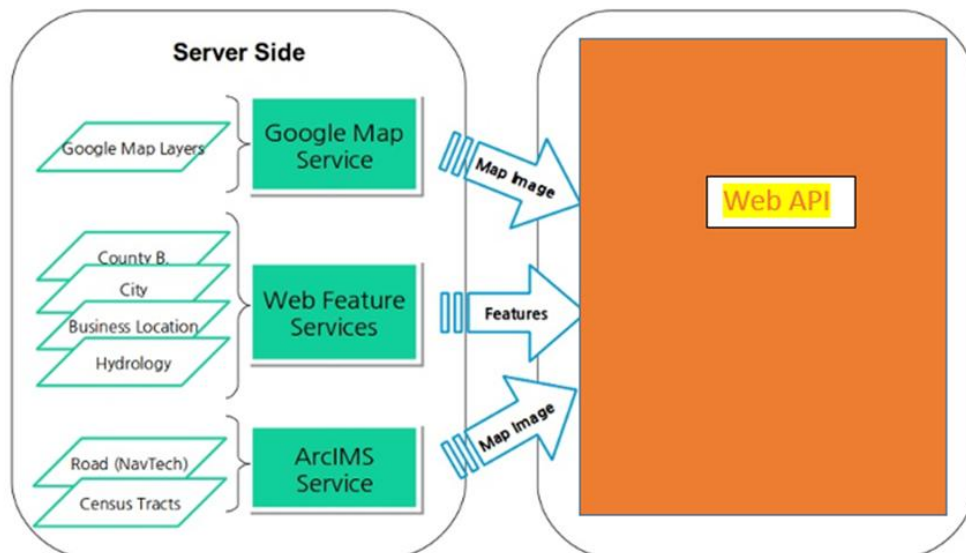 Server Side
Google Map Layers
Google Map
Service
Map Image
Web API
County B.
City
Business Location
Hydrology
Web Feature
Services
Features
Road (NavTech)
Census Tracts
ArcIMS
Service
Map Image